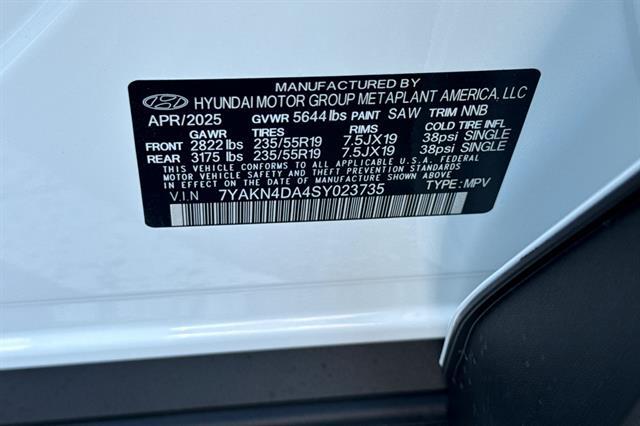 MANUFACTURED BY
HYUNDAI MOTOR GROUP METAPLANT AMERICA, LLC
APR/2025 GVWR 5644 lbs PAINT SAW TRIM NNB
GAWR TIRES RIMS COLD TIRE INFL
FRONT 2822 lbs 235/55R19 7.5JX19 38psi SINGLE
REAR 3175 lbs 235/55R19 7.5JX19 38psi SINGLE
THIS VEHICLE CONFORMS TO ALL APPLICABLE U.S.A. FEDERAL
MOTOR VEHICLE SAFETY AND THEFT PREVENTION STANDARDS
IN EFFECT ON THE DATE OF MANUFACTURE SHOWN ABOVE.
V.I.N 7YAKN4DA4SY023735 TYPE: MPV